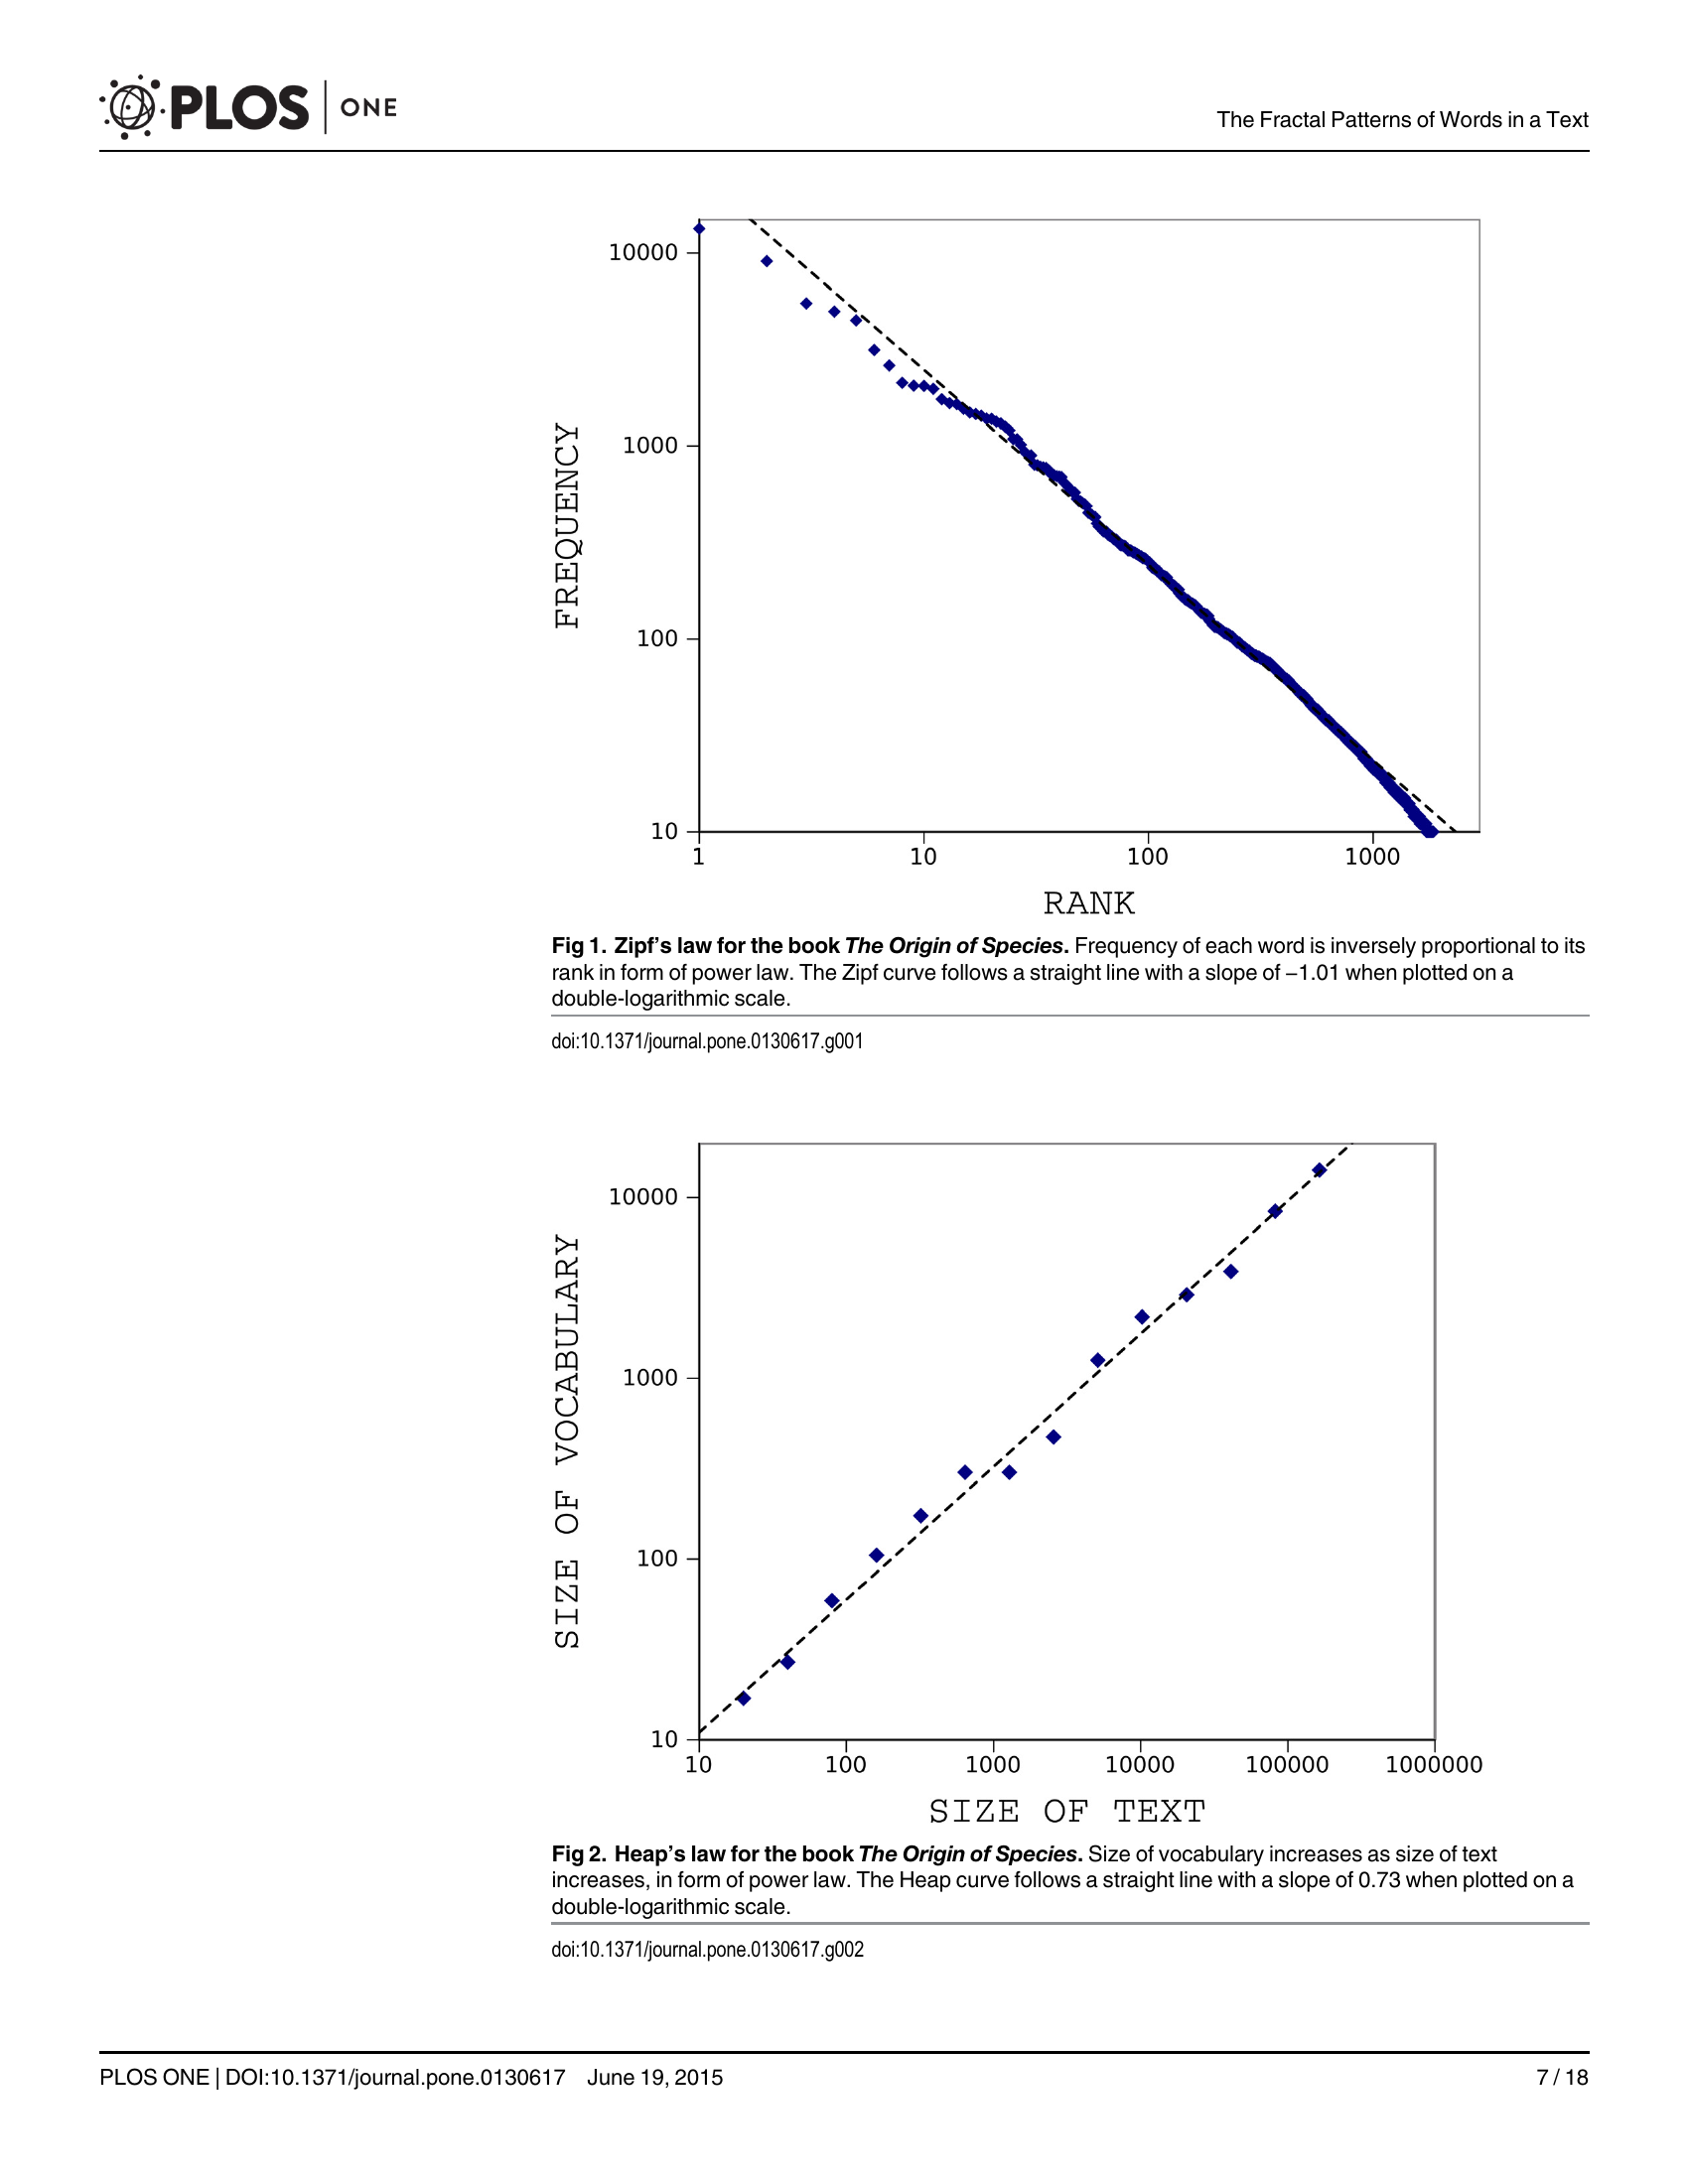 PLOS ONE
The Fractal Patterns of Words in a Text
10000
1000
100
10
1
10
100
1000
FREQUENCY
RANK
Fig 1. Zipf's law for the book The Origin of Species. Frequency of each word is inversely proportional to its
rank in form of power law. The Zipf curve follows a straight line with a slope of −1.01 when plotted on a
double-logarithmic scale.
doi:10.1371/journal.pone.0130617.g001
10000
1000
100
10
10
100
1000
10000
100000
1000000
SIZE OF VOCABULARY
SIZE OF TEXT
Fig 2. Heap's law for the book The Origin of Species. Size of vocabulary increases as size of text
increases, in form of power law. The Heap curve follows a straight line with a slope of 0.73 when plotted on a
double-logarithmic scale.
doi:10.1371/journal.pone.0130617.g002
PLOS ONE | DOI:10.1371/journal.pone.0130617 June 19, 2015
7 / 18